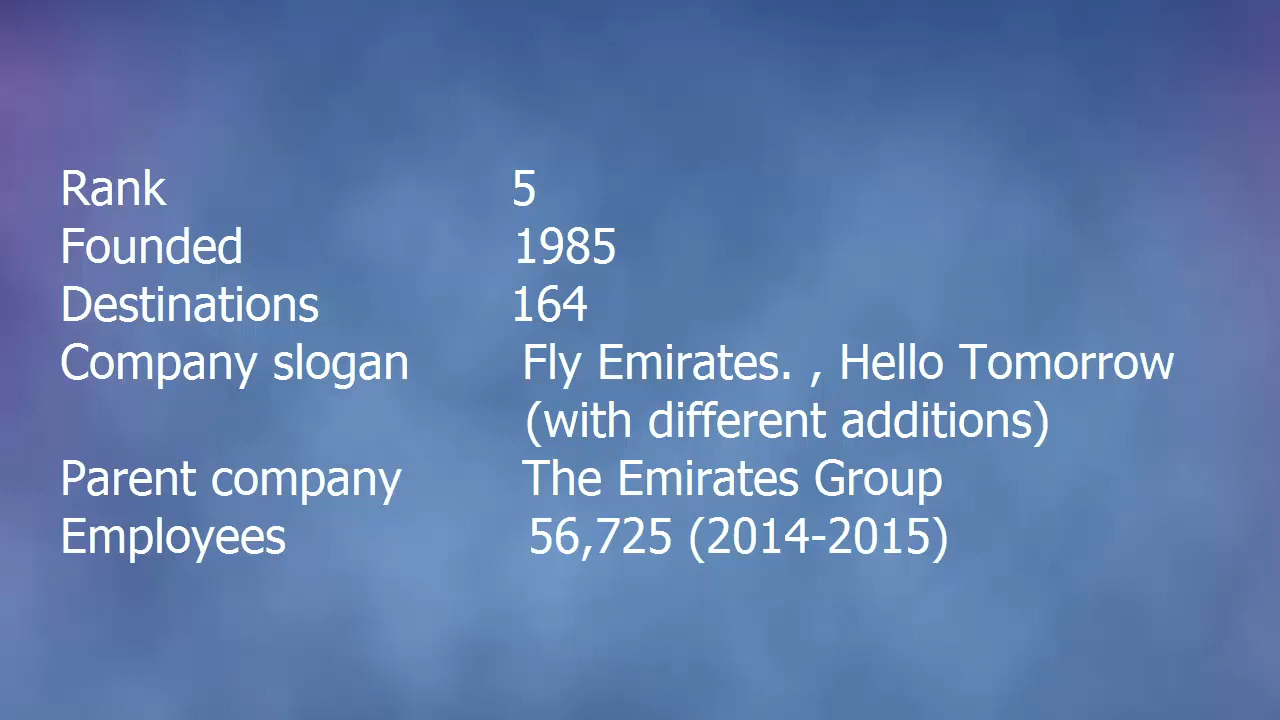 Rank 5
Founded 1985
Destinations 164
Company slogan Fly Emirates. , Hello Tomorrow
(with different additions)
Parent company The Emirates Group
Employees 56,725 (2014-2015)